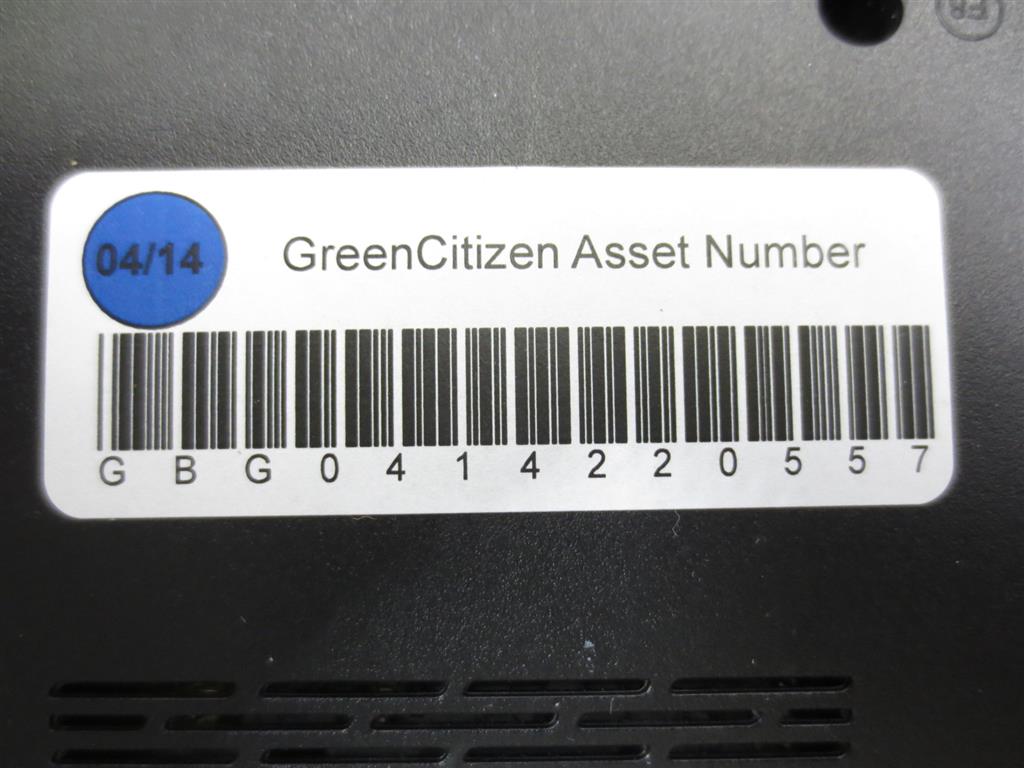 04/14
GreenCitizen Asset Number
GBG0414220557